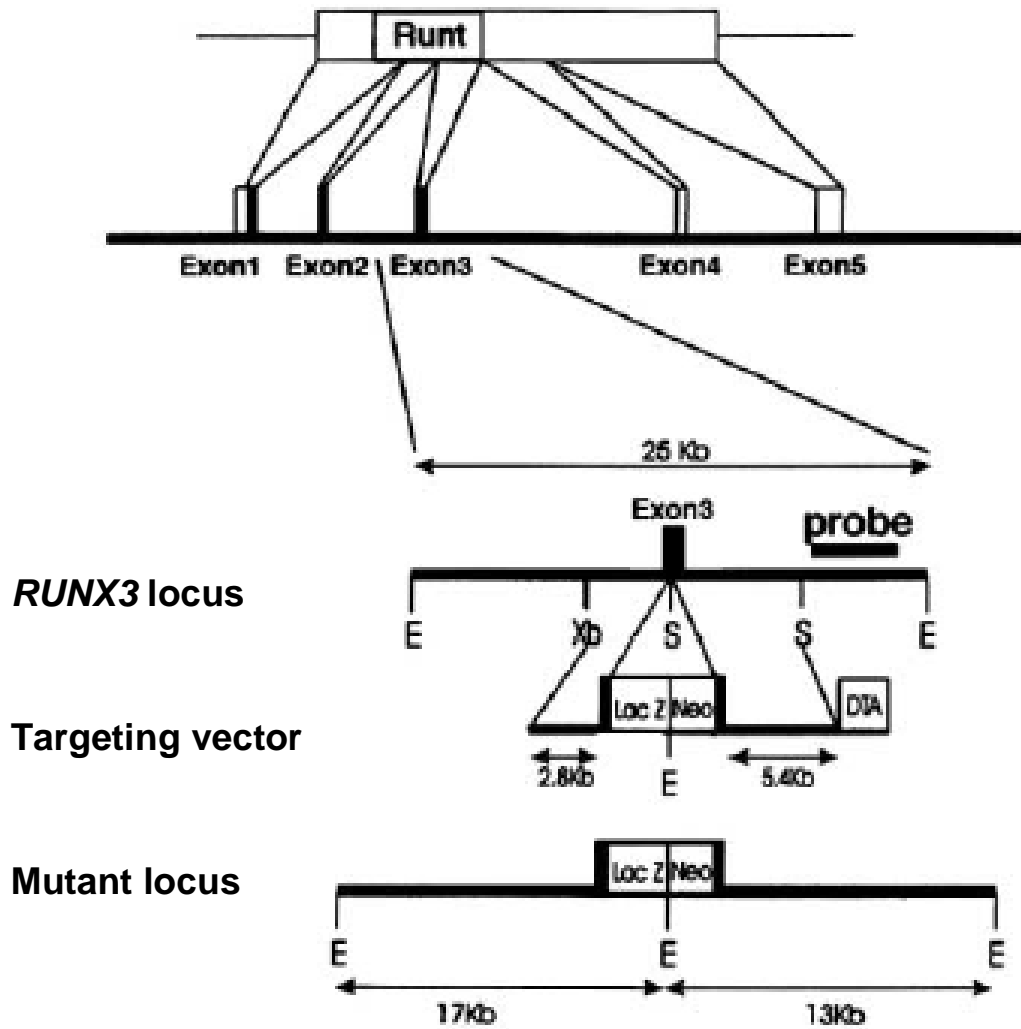 Runt
Exon1 Exon2 Exon3 Exon4 Exon5
25 Kb
Exon3
probe
RUNX3 locus
E Xb S S E
Lac Z Neo DTA
Targeting vector
2.8Kb E 5.4Kb
Lac Z Neo
Mutant locus
E E E
17Kb 13Kb